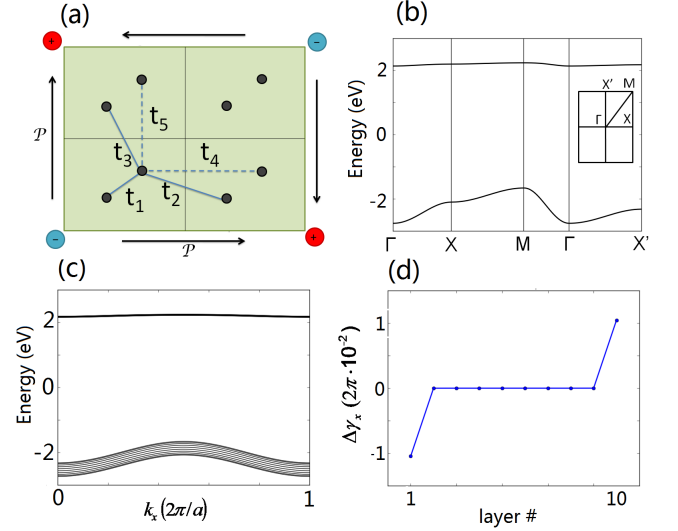 (a)
+
−
𝒫
t₅
t₃
t₄
t₁
t₂
−
𝒫
+
(b)
Energy (eV)
2
0
-2
X' M
Γ X
Γ X M Γ X'
(c)
Energy (eV)
2
0
-2
0 1
kₓ(2π/a)
(d)
Δγₓ (2π·10⁻²)
1
0
-1
1 10
layer #